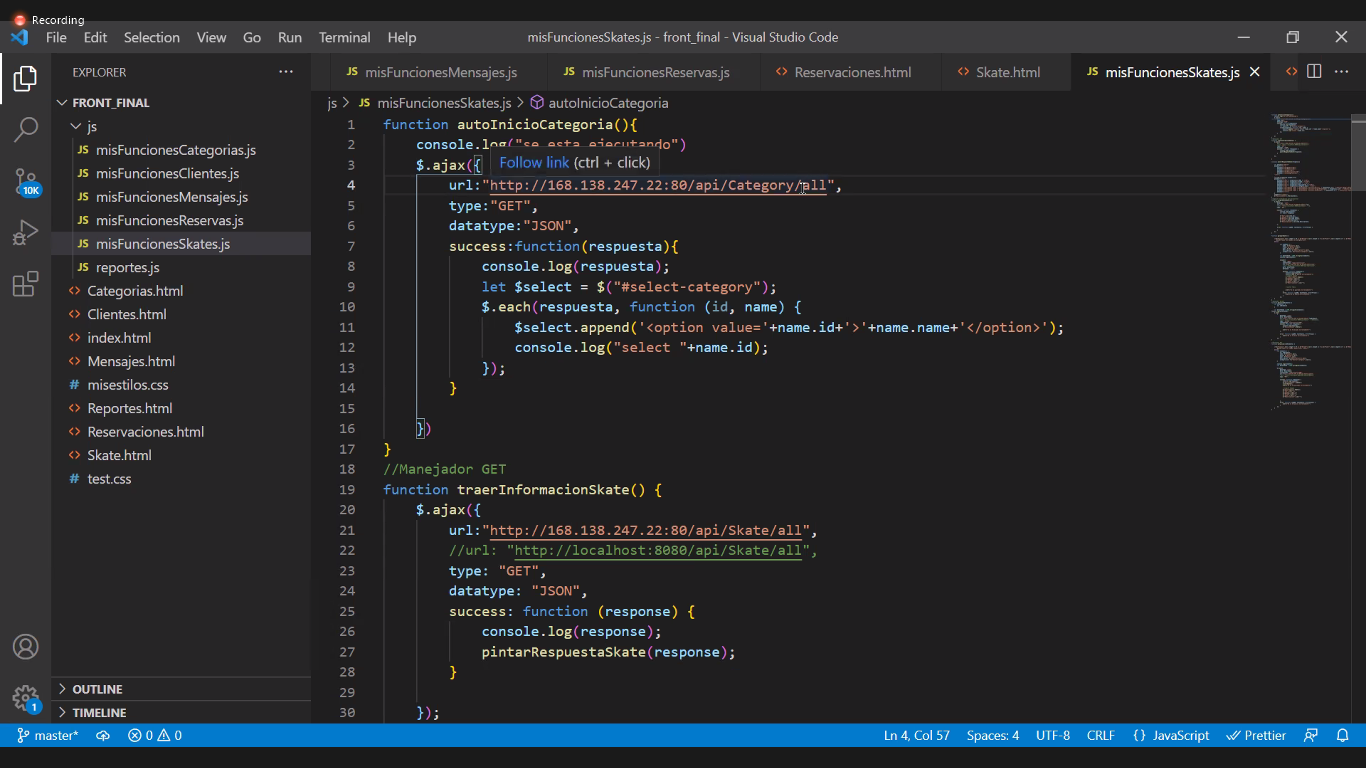 Recording
File Edit Selection View Go Run Terminal Help
misFuncionesSkates.js - front_final - Visual Studio Code
EXPLORER
JS misFuncionesMensajes.js
JS misFuncionesReservas.js
<> Reservaciones.html
<> Skate.html
JS misFuncionesSkates.js
FRONT_FINAL
js
JS misFuncionesCategorias.js
JS misFuncionesClientes.js
JS misFuncionesMensajes.js
JS misFuncionesReservas.js
JS misFuncionesSkates.js
JS reportes.js
<> Categorias.html
<> Clientes.html
<> index.html
<> Mensajes.html
# misestilos.css
<> Reportes.html
<> Reservaciones.html
<> Skate.html
# test.css
OUTLINE
TIMELINE
10K
1
js > JS misFuncionesSkates.js > autoInicioCategoria
1 function autoInicioCategoria(){
2 console.log("se esta ejecutando")
3 $.ajax({
Follow link (ctrl + click)
4 url:"http://168.138.247.22:80/api/Category/all",
5 type:"GET",
6 datatype:"JSON",
7 success:function(respuesta){
8 console.log(respuesta);
9 let $select = $("#select-category");
10 $.each(respuesta, function (id, name) {
11 $select.append('<option value='+name.id+'>'+name.name+'</option>');
12 console.log("select "+name.id);
13 });
14 }
15
16 })
17 }
18 //Manejador GET
19 function traerInformacionSkate() {
20 $.ajax({
21 url:"http://168.138.247.22:80/api/Skate/all",
22 //url: "http://localhost:8080/api/Skate/all",
23 type: "GET",
24 datatype: "JSON",
25 success: function (response) {
26 console.log(response);
27 pintarRespuestaSkate(response);
28 }
29
30 });
master* 0 0 Ln 4, Col 57 Spaces: 4 UTF-8 CRLF {} JavaScript Prettier